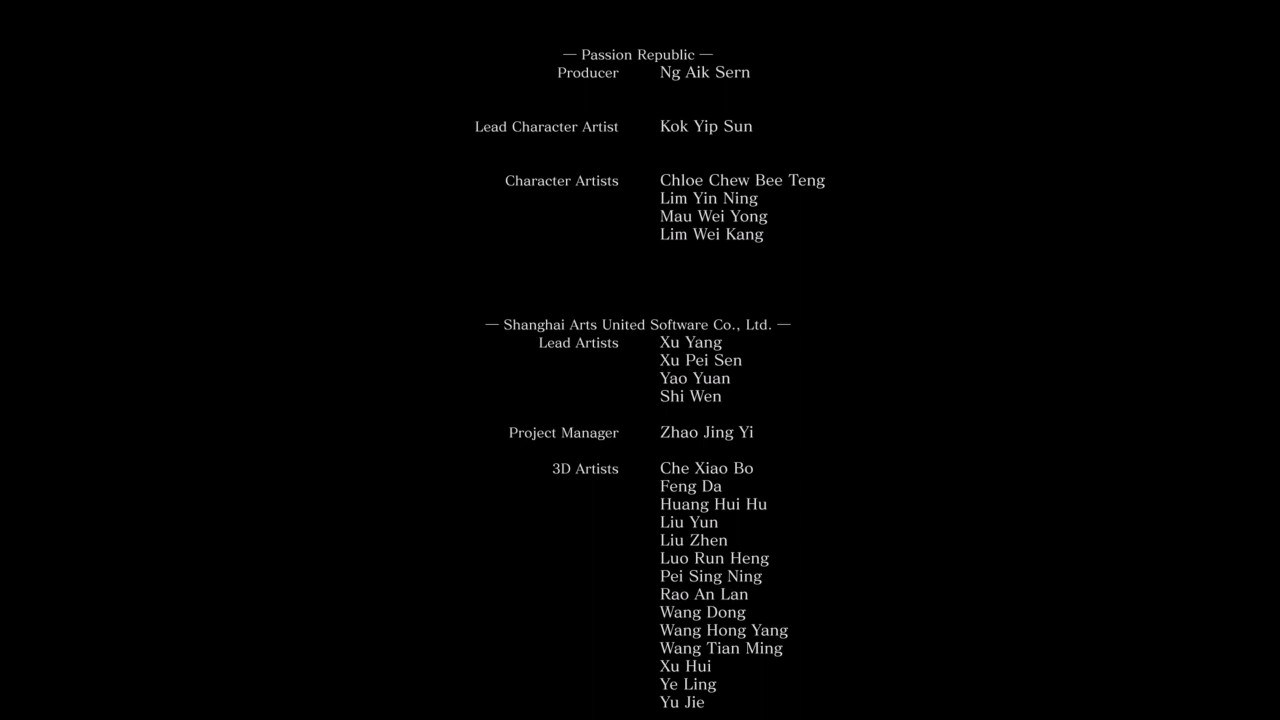 — Passion Republic —
Producer Ng Aik Sern
Lead Character Artist Kok Yip Sun
Character Artists Chloe Chew Bee Teng
Lim Yin Ning
Mau Wei Yong
Lim Wei Kang
— Shanghai Arts United Software Co., Ltd. —
Lead Artists Xu Yang
Xu Pei Sen
Yao Yuan
Shi Wen
Project Manager Zhao Jing Yi
3D Artists Che Xiao Bo
Feng Da
Huang Hui Hu
Liu Yun
Liu Zhen
Luo Run Heng
Pei Sing Ning
Rao An Lan
Wang Dong
Wang Hong Yang
Wang Tian Ming
Xu Hui
Ye Ling
Yu Jie